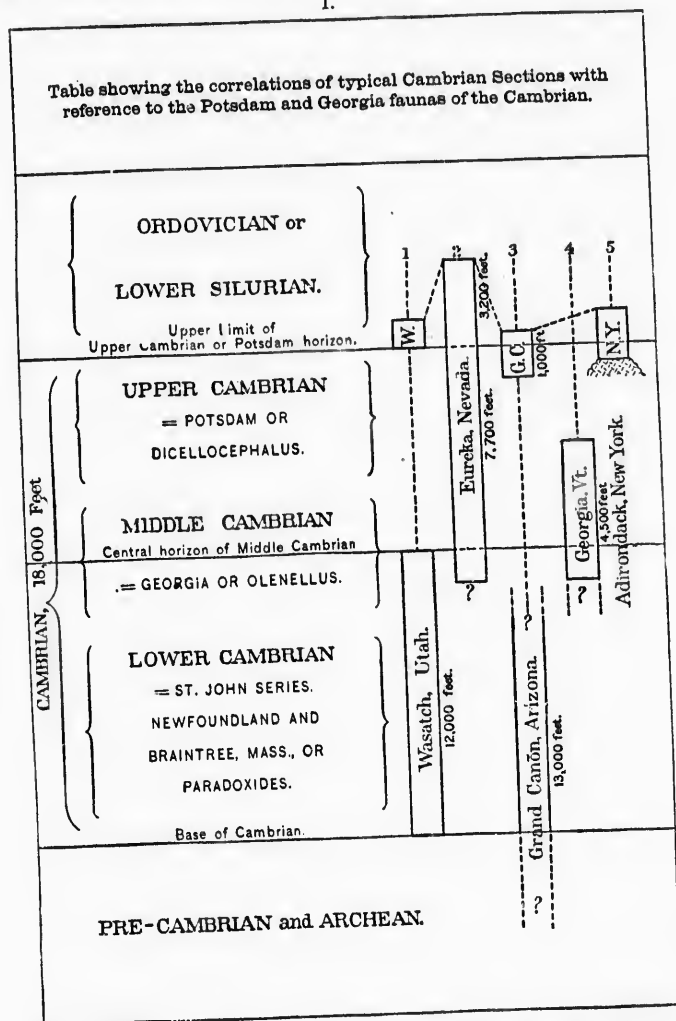 1.
Table showing the correlations of typical Cambrian Sections with
reference to the Potsdam and Georgia faunas of the Cambrian.
ORDOVICIAN or
LOWER SILURIAN.
Upper Limit of
Upper Cambrian or Potsdam horizon.
CAMBRIAN, 18,000 Feet
UPPER CAMBRIAN
= POTSDAM OR
DICELLOCEPHALUS.
MIDDLE CAMBRIAN
Central horizon of Middle Cambrian
= GEORGIA OR OLENELLUS.
LOWER CAMBRIAN
= ST. JOHN SERIES.
NEWFOUNDLAND AND
BRAINTREE, MASS., OR
PARADOXIDES.
Base of Cambrian.
PRE-CAMBRIAN and ARCHEAN.
1
W.
Wasatch, Utah.
12,000 feet.
2
3,200 feet.
Eureka, Nevada.
7,700 feet.
?
3
G.C.
1,000 ft
?
Grand Cañon, Arizona.
13,000 feet.
?
4
Georgia, Vt.
4,500 feet
?
5
N.Y.
Adirondack, New York.